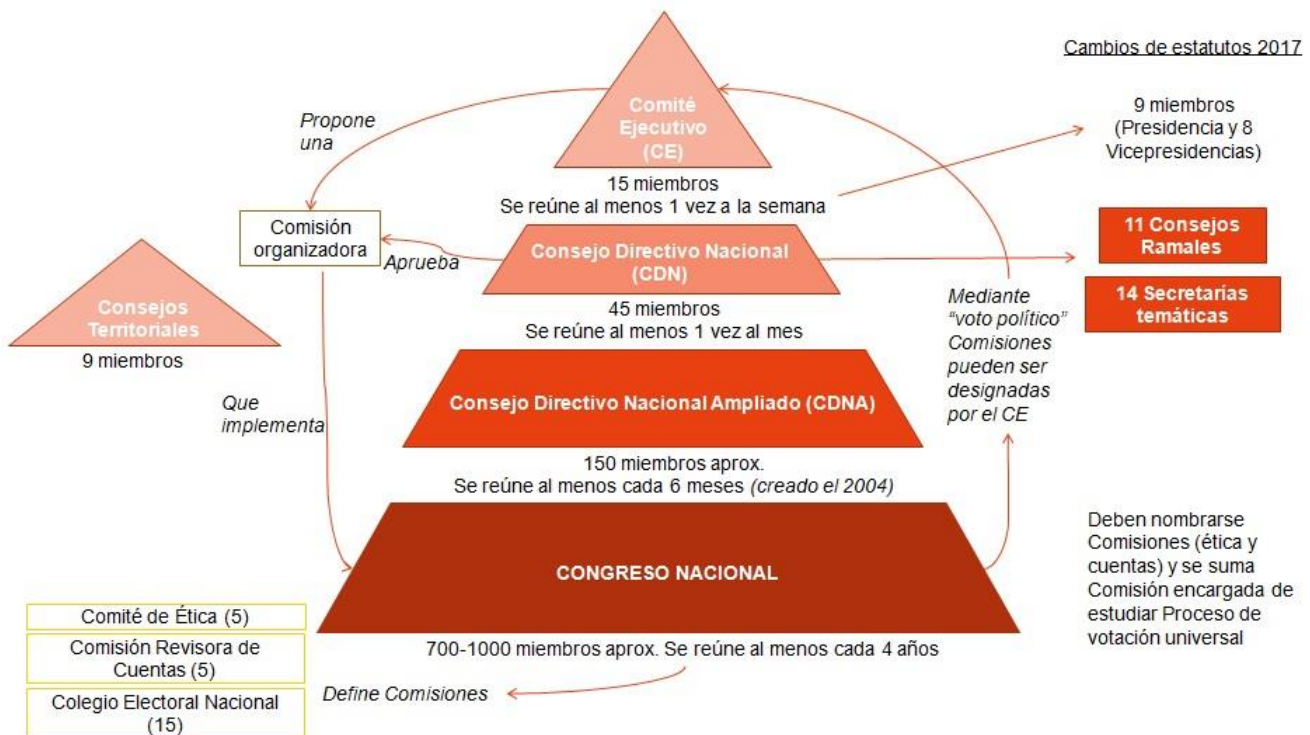 Cambios de estatutos 2017
Comité
Ejecutivo
(CE)
9 miembros
(Presidencia y 8
Vicepresidencias)
Propone
una
15 miembros
Se reúne al menos 1 vez a la semana
Comisión
organizadora
Aprueba
Consejo Directivo Nacional
(CDN)
11 Consejos
Ramales
14 Secretarías
temáticas
Consejos
Territoriales
9 miembros
45 miembros
Se reúne al menos 1 vez al mes
Mediante
“voto político”
Comisiones
pueden ser
designadas
por el CE
Consejo Directivo Nacional Ampliado (CDNA)
Que
implementa
150 miembros aprox.
Se reúne al menos cada 6 meses (creado el 2004)
CONGRESO NACIONAL
Deben nombrarse
Comisiones (ética y
cuentas) y se suma
Comisión encargada de
estudiar Proceso de
votación universal
700-1000 miembros aprox. Se reúne al menos cada 4 años
Define Comisiones
Comité de Ética (5)
Comisión Revisora de
Cuentas (5)
Colegio Electoral Nacional
(15)